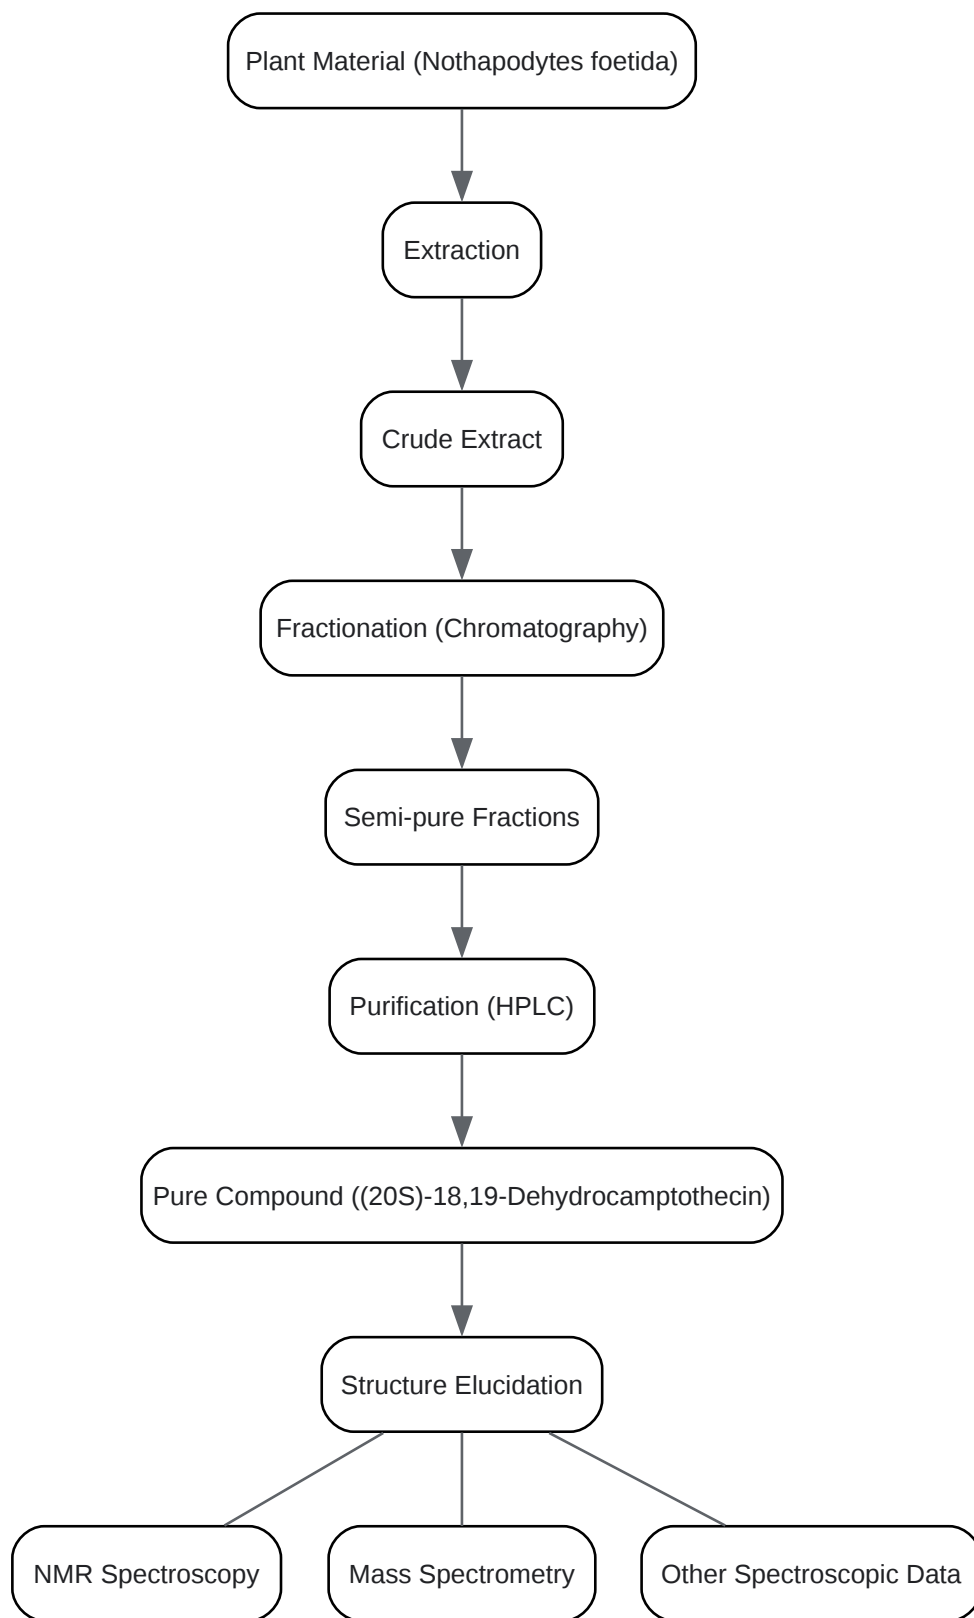 Plant Material (Nothapodytes foetida)
Extraction
Crude Extract
Fractionation (Chromatography)
Semi-pure Fractions
Purification (HPLC)
Pure Compound ((20S)-18,19-Dehydrocamptothecin)
Structure Elucidation
NMR Spectroscopy
Mass Spectrometry
Other Spectroscopic Data